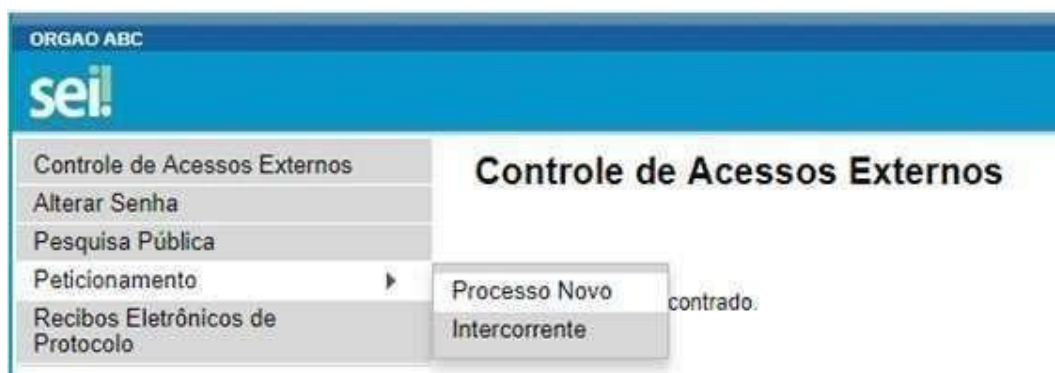 ORGAO ABC
sei!
Controle de Acessos Externos
Alterar Senha
Pesquisa Pública
Peticionamento
Recibos Eletrônicos de
Protocolo
Controle de Acessos Externos
Processo Novo
Intercorrente
contrado.